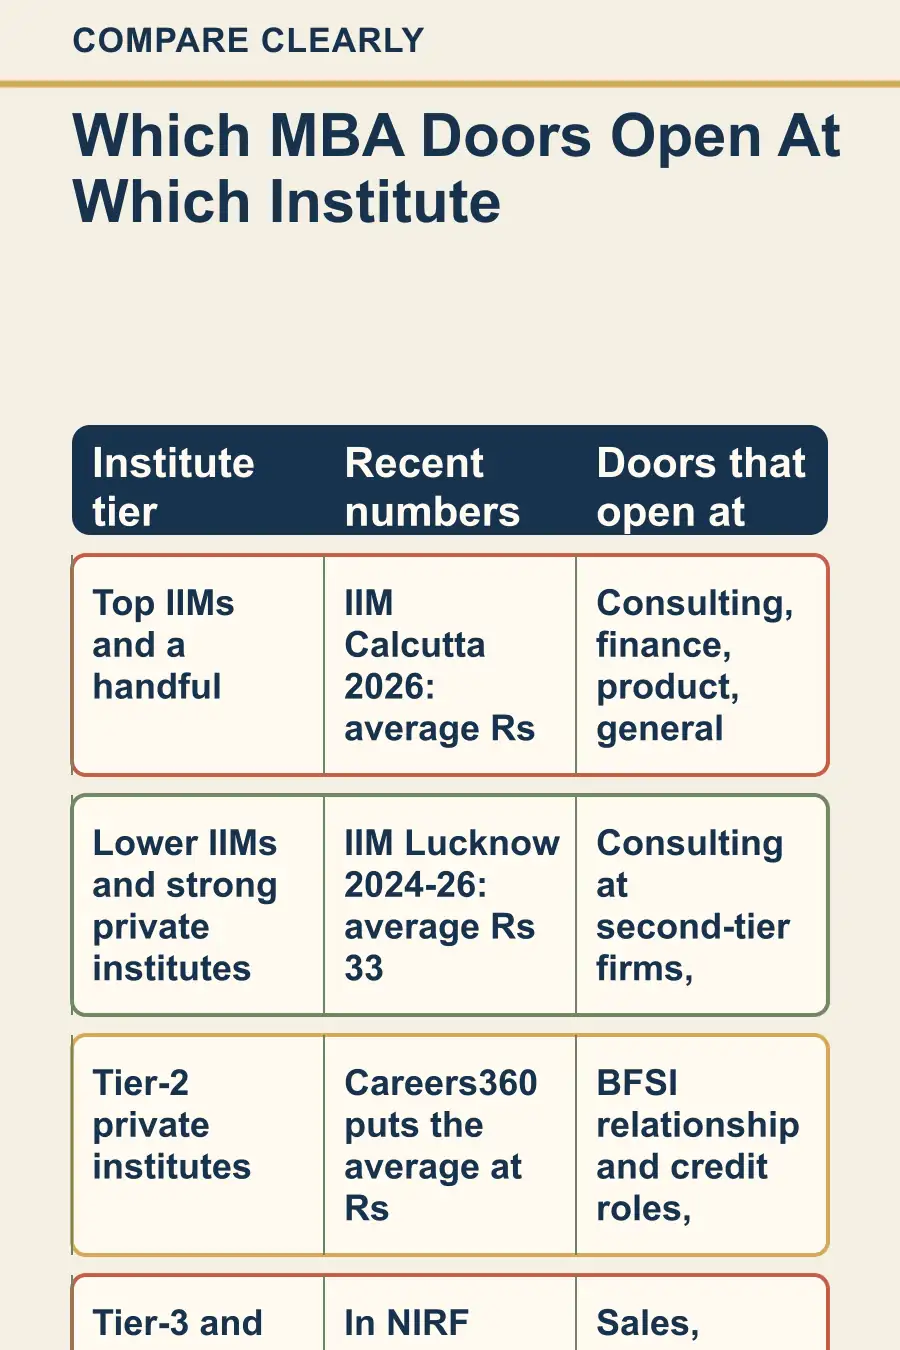 COMPARE CLEARLY
Which MBA Doors Open At
Which Institute
Institute
tier
Recent
numbers
Doors that
open at
Top IIMs
and a
handful
IIM
Calcutta
2026:
average Rs
Consulting,
finance,
product,
general
Lower IIMs
and strong
private
institutes
IIM Lucknow
2024-26:
average Rs
33
Consulting
at
second-tier
firms,
Tier-2
private
institutes
Careers360
puts the
average at
Rs
BFSI
relationship
and credit
roles,
Tier-3 and
In NIRF
Sales,